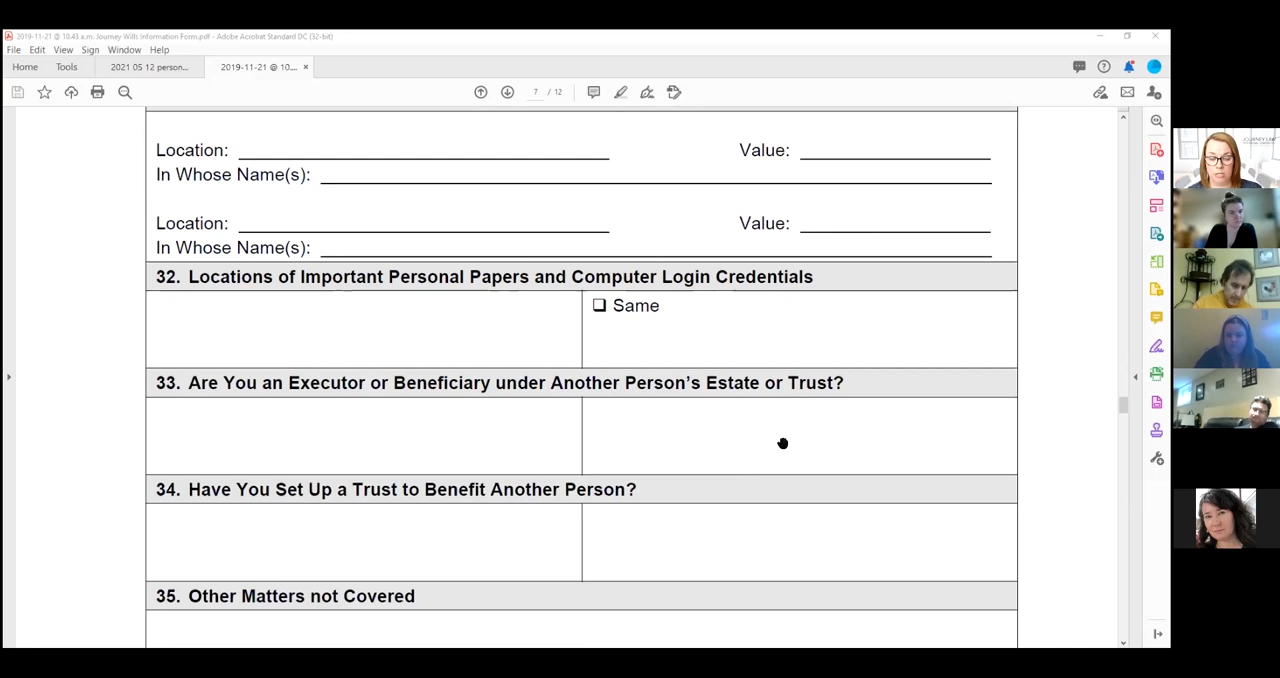 2019-11-21 @ 10.43 a.m. Journey Wills Information Form.pdf - Adobe Acrobat Standard DC (32-bit)
File Edit View Sign Window Help
Home Tools 2021 05 12 person... 2019-11-21 @ 10.... ×
7 / 12
Location: Value:
In Whose Name(s):
Location: Value:
In Whose Name(s):
32. Locations of Important Personal Papers and Computer Login Credentials
Same
33. Are You an Executor or Beneficiary under Another Person's Estate or Trust?
34. Have You Set Up a Trust to Benefit Another Person?
35. Other Matters not Covered
JOURNEY LAW